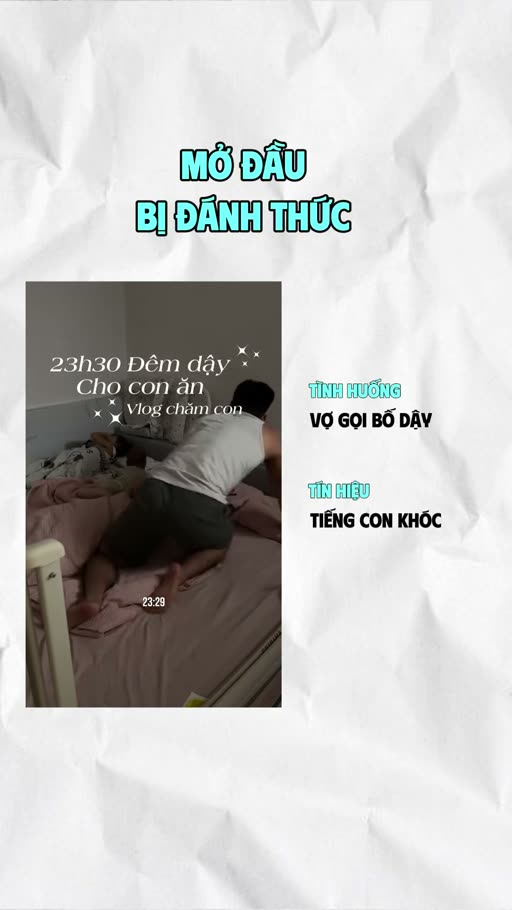 MỞ ĐẦU
BỊ ĐÁNH THỨC
23h30 Đêm dậy
Cho con ăn
Vlog chăm con
23:29
TÌNH HUỐNG
VỢ GỌI BỐ DẬY
TÍN HIỆU
TIẾNG CON KHÓC